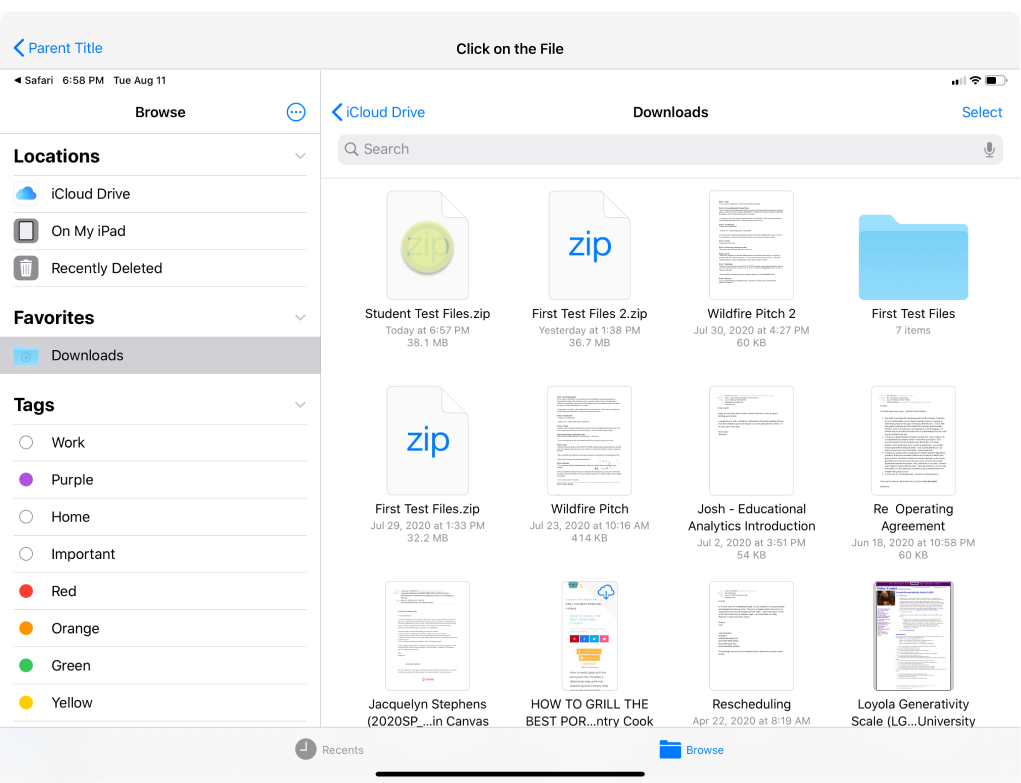 Parent Title
Click on the File
Safari 6:58 PM Tue Aug 11
Browse
iCloud Drive
Downloads
Select
Search
Locations
iCloud Drive
On My iPad
Recently Deleted
Favorites
Downloads
Tags
Work
Purple
Home
Important
Red
Orange
Green
Yellow
zip
Student Test Files.zip
Today at 6:57 PM
38.1 MB
zip
First Test Files 2.zip
Yesterday at 1:38 PM
36.7 MB
Wildfire Pitch 2
Jul 30, 2020 at 4:27 PM
60 KB
First Test Files
7 items
zip
First Test Files.zip
Jul 29, 2020 at 1:33 PM
32.2 MB
Wildfire Pitch
Jul 23, 2020 at 10:16 AM
414 KB
Josh - Educational
Analytics Introduction
Jul 2, 2020 at 3:51 PM
54 KB
Re Operating
Agreement
Jun 18, 2020 at 10:58 PM
60 KB
Jacquelyn Stephens
(2020SP_...in Canvas
HOW TO GRILL THE
BEST POR...ntry Cook
Rescheduling
Apr 22, 2020 at 8:19 AM
Loyola Generativity
Scale (LG...University
Recents
Browse